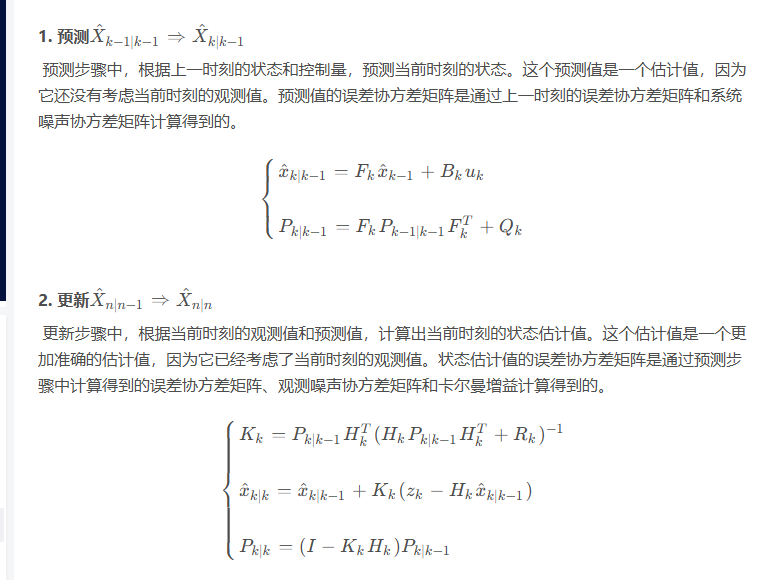 1. 预测$\hat{X}_{k-1|k-1} \Rightarrow \hat{X}_{k|k-1}$
预测步骤中，根据上一时刻的状态和控制量，预测当前时刻的状态。这个预测值是一个估计值，因为
它还没有考虑当前时刻的观测值。预测值的误差协方差矩阵是通过上一时刻的误差协方差矩阵和系统
噪声协方差矩阵计算得到的。
$\hat{x}_{k|k-1} = F_k \hat{x}_{k-1} + B_k u_k$
$P_{k|k-1} = F_k P_{k-1|k-1} F_k^T + Q_k$
2. 更新$\hat{X}_{n|n-1} \Rightarrow \hat{X}_{n|n}$
更新步骤中，根据当前时刻的观测值和预测值，计算出当前时刻的状态估计值。这个估计值是一个更
加准确的估计值，因为它已经考虑了当前时刻的观测值。状态估计值的误差协方差矩阵是通过预测步
骤中计算得到的误差协方差矩阵、观测噪声协方差矩阵和卡尔曼增益计算得到的。
$K_k = P_{k|k-1} H_k^T (H_k P_{k|k-1} H_k^T + R_k)^{-1}$
$\hat{x}_{k|k} = \hat{x}_{k|k-1} + K_k (z_k - H_k \hat{x}_{k|k-1})$
$P_{k|k} = (I - K_k H_k) P_{k|k-1}$